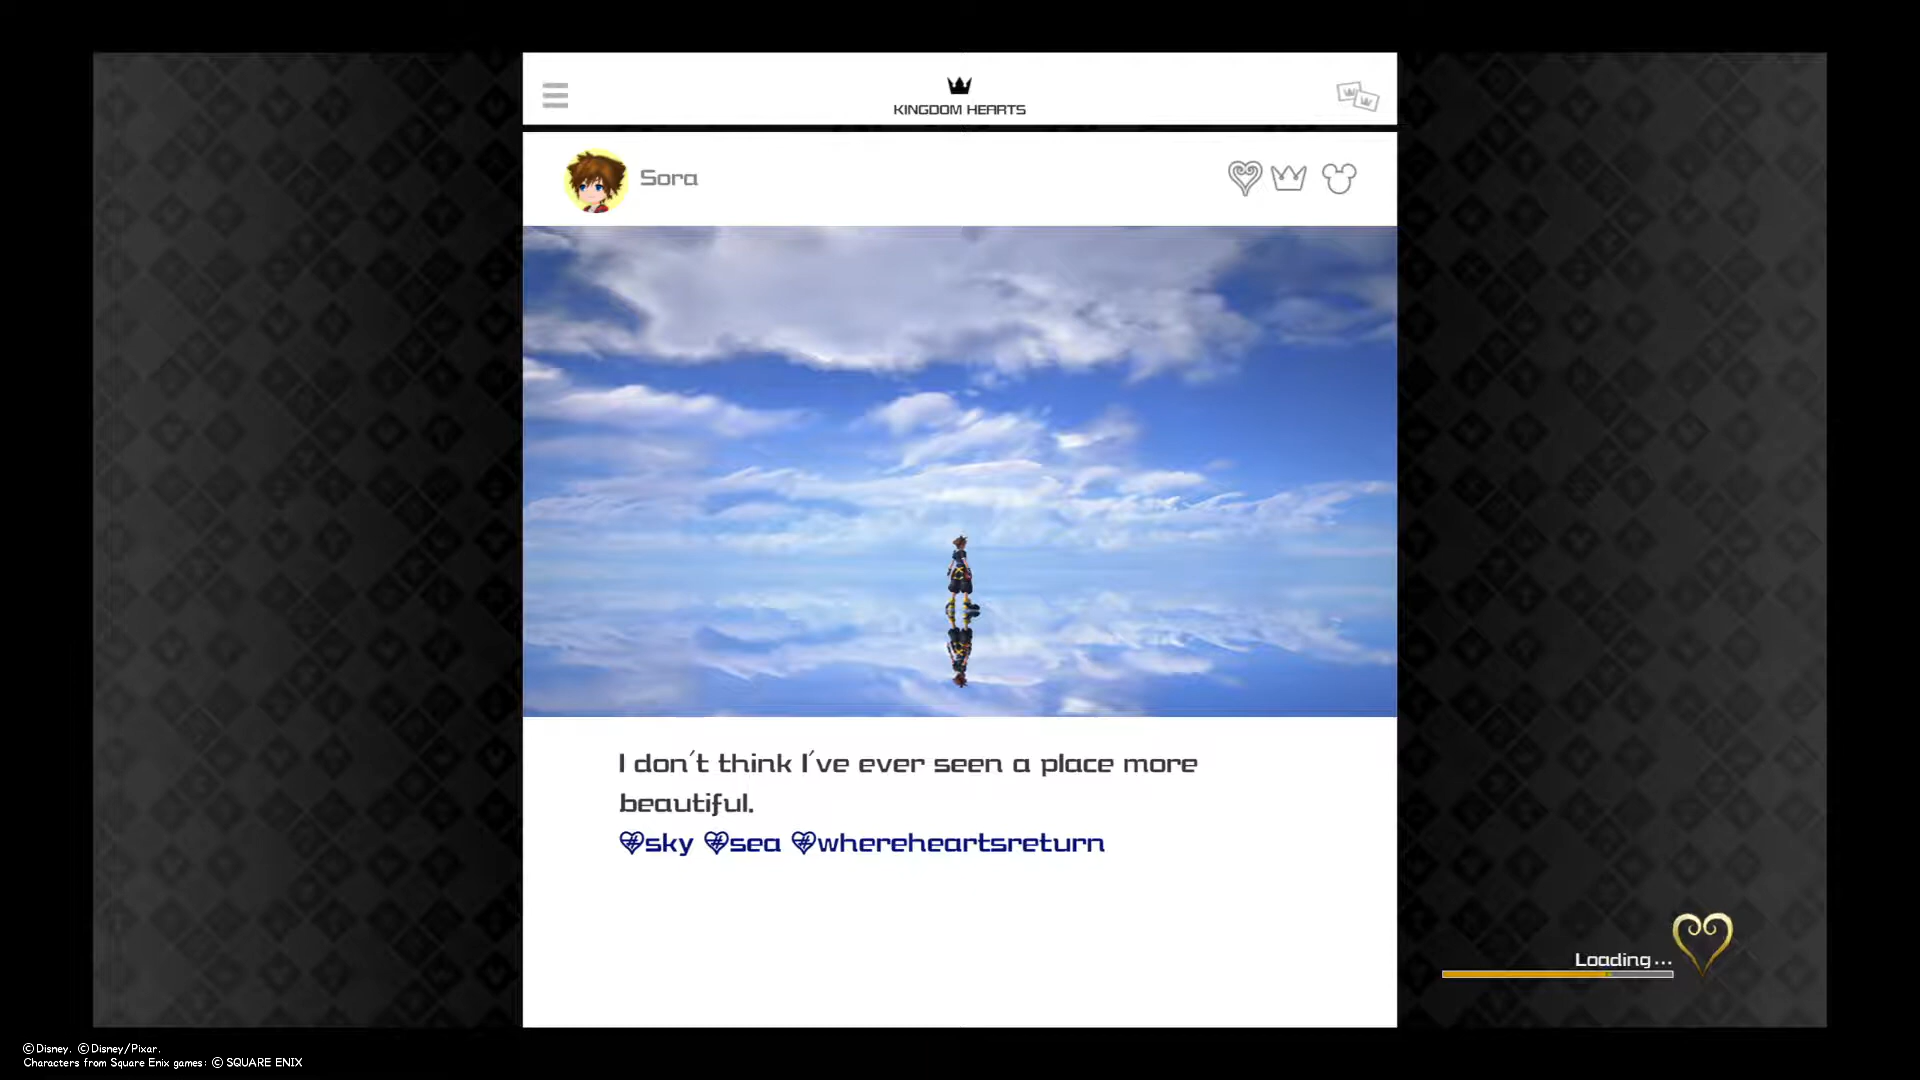 KINGDOM HEARTS
Sora
I don't think I've ever seen a place more
beautiful.
#sky #sea #whereheartsreturn
Loading...
©Disney. ©Disney/Pixar.
Characters from Square Enix games: © SQUARE ENIX